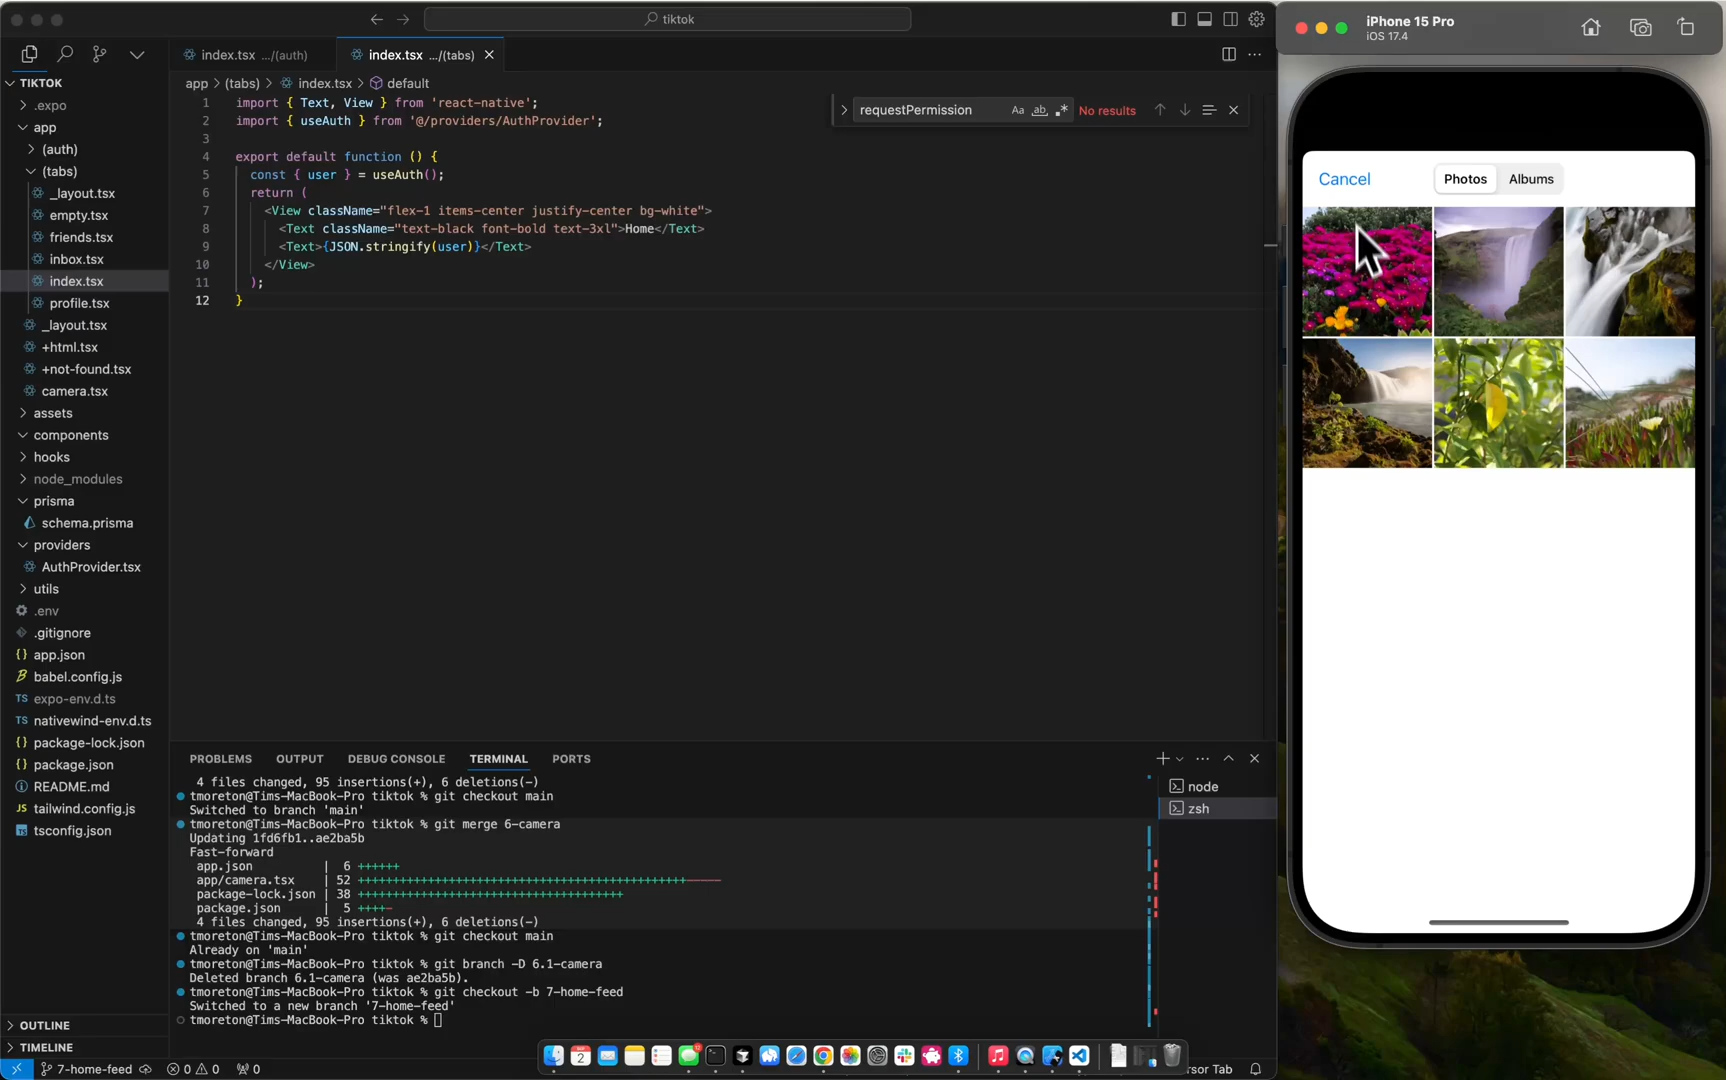 tiktok
iPhone 15 Pro
iOS 17.4
index.tsx .../(auth)
index.tsx .../(tabs)
TIKTOK
.expo
app
(auth)
(tabs)
_layout.tsx
empty.tsx
friends.tsx
inbox.tsx
index.tsx
profile.tsx
_layout.tsx
+html.tsx
+not-found.tsx
camera.tsx
assets
components
hooks
node_modules
prisma
schema.prisma
providers
AuthProvider.tsx
utils
.env
.gitignore
app.json
babel.config.js
TS expo-env.d.ts
TS nativewind-env.d.ts
package-lock.json
package.json
README.md
JS tailwind.config.js
tsconfig.json
OUTLINE
TIMELINE
app > (tabs) > index.tsx > default
requestPermission Aa ab No results
1 import { Text, View } from 'react-native';
2 import { useAuth } from '@/providers/AuthProvider';
3
4 export default function () {
5 const { user } = useAuth();
6 return (
7 <View className="flex-1 items-center justify-center bg-white">
8 <Text className="text-black font-bold text-3xl">Home</Text>
9 <Text>{JSON.stringify(user)}</Text>
10 </View>
11 );
12 }
Cancel Photos Albums
PROBLEMS OUTPUT DEBUG CONSOLE TERMINAL PORTS
4 files changed, 95 insertions(+), 6 deletions(-)
tmoreton@Tims-MacBook-Pro tiktok % git checkout main
Switched to branch 'main'
tmoreton@Tims-MacBook-Pro tiktok % git merge 6-camera
Updating 1fd6fb1..ae2ba5b
Fast-forward
app.json | 6 ++++++
app/camera.tsx | 52 +++++++++++++++++++++++++++++++++++++++++++++-----
package-lock.json | 38 +++++++++++++++++++++++++++++++++++++
package.json | 5 ++++-
4 files changed, 95 insertions(+), 6 deletions(-)
tmoreton@Tims-MacBook-Pro tiktok % git checkout main
Already on 'main'
tmoreton@Tims-MacBook-Pro tiktok % git branch -D 6.1-camera
Deleted branch 6.1-camera (was ae2ba5b).
tmoreton@Tims-MacBook-Pro tiktok % git checkout -b 7-home-feed
Switched to a new branch '7-home-feed'
tmoreton@Tims-MacBook-Pro tiktok %
node
zsh
7-home-feed 0 0 0
rsor Tab